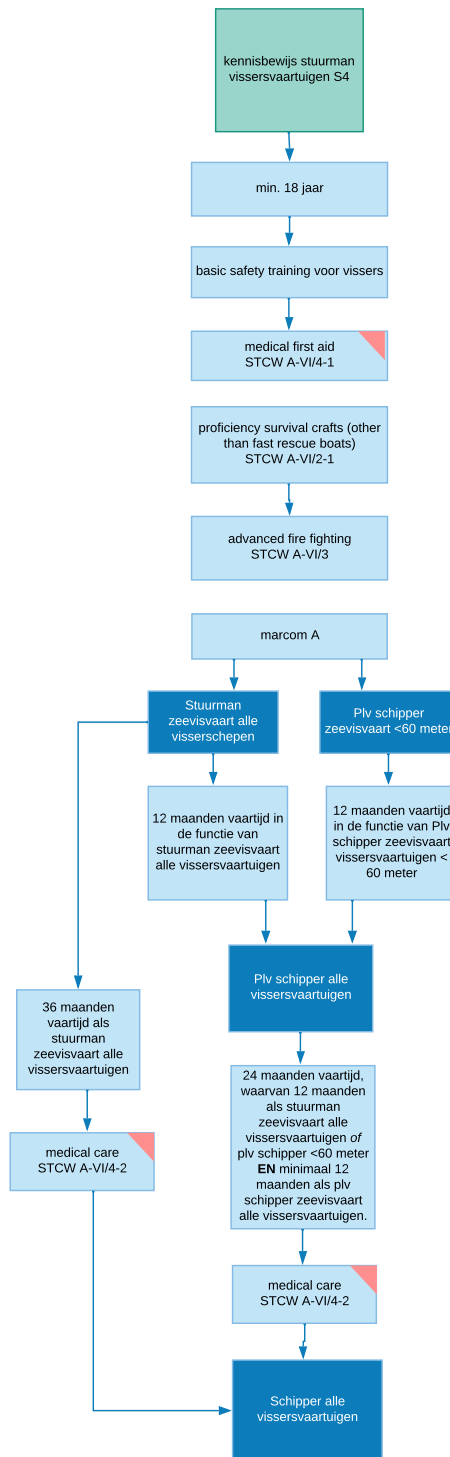 kennisbewijs stuurman
vissersvaartuigen S4
min. 18 jaar
basic safety training voor vissers
medical first aid
STCW A-VI/4-1
proficiency survival crafts (other
than fast rescue boats)
STCW A-VI/2-1
advanced fire fighting
STCW A-VI/3
marcom A
Stuurman
zeevisvaart alle
visserschepen
Plv schipper
zeevisvaart <60 meter
12 maanden vaartijd in
de functie van
stuurman zeevisvaart
alle vissersvaartuigen
12 maanden vaartijd
in de functie van Plv
schipper zeevisvaart
vissersvaartuigen <
60 meter
Plv schipper alle
vissersvaartuigen
36 maanden
vaartijd als
stuurman
zeevisvaart alle
vissersvaartuigen
24 maanden vaartijd,
waarvan 12 maanden
als stuurman
zeevisvaart alle
vissersvaartuigen of
plv schipper <60 meter
EN minimaal 12
maanden als plv
schipper zeevisvaart
alle vissersvaartuigen.
medical care
STCW A-VI/4-2
medical care
STCW A-VI/4-2
Schipper alle
vissersvaartuigen